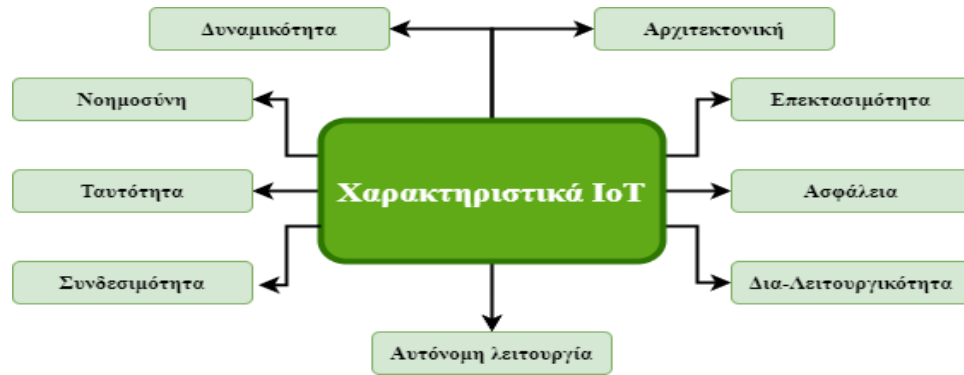 Δυναμικότητα
Αρχιτεκτονική
Νοημοσύνη
Επεκτασιμότητα
Χαρακτηριστικά IoT
Ταυτότητα
Ασφάλεια
Συνδεσιμότητα
Δια-Λειτουργικότητα
Αυτόνομη λειτουργία